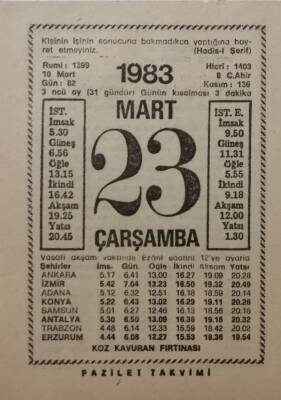 Kişinin işinin sonucuna bakmadıkça yaptığına hay-
ret etmeyiniz. (Hadis-i Şerif)
Rumi : 1399
10 Mart
Gün : 82
1983
Hicri : 1403
8 C.Ahir
Kasım : 136
3 ncü ay (31 gündür) Günün kısalması 3 dakika
MART
İST.
İmsak
5.30
Güneş
6.56
Öğle
13.15
İkindi
16.42
Akşam
19.25
Yatsı
20.45
23
İST. E.
İmsak
9.50
Güneş
11.31
Öğle
5.55
İkindi
9.18
Akşam
12.00
Yatsı
1.30
ÇARŞAMBA
Vasati akşam vaktinde Ezani saatini 12'ye ayarla
Şehirler İms. Gün. Öğle İkindi Akşam Yatsı
ANKARA 5.17 6.41 13.00 16.27 19.09 20.28
İZMİR 5.42 7.04 13.23 16.50 19.32 20.49
ADANA 5.12 6.32 12.51 16.18 18.59 20.14
KONYA 5.22 6.43 13.02 16.29 19.11 20.26
SAMSUN 5.01 6.27 12.46 16.13 18.56 20.16
ANTALYA 5.30 6.50 13.09 16.36 19.18 20.32
TRABZON 4.48 6.14 12.33 15.59 18.42 20.02
ERZURUM 4.44 6.08 12.27 15.53 18.36 19.54
KOZ KAVURAN FIRTINASI
FAZİLET TAKVİMİ